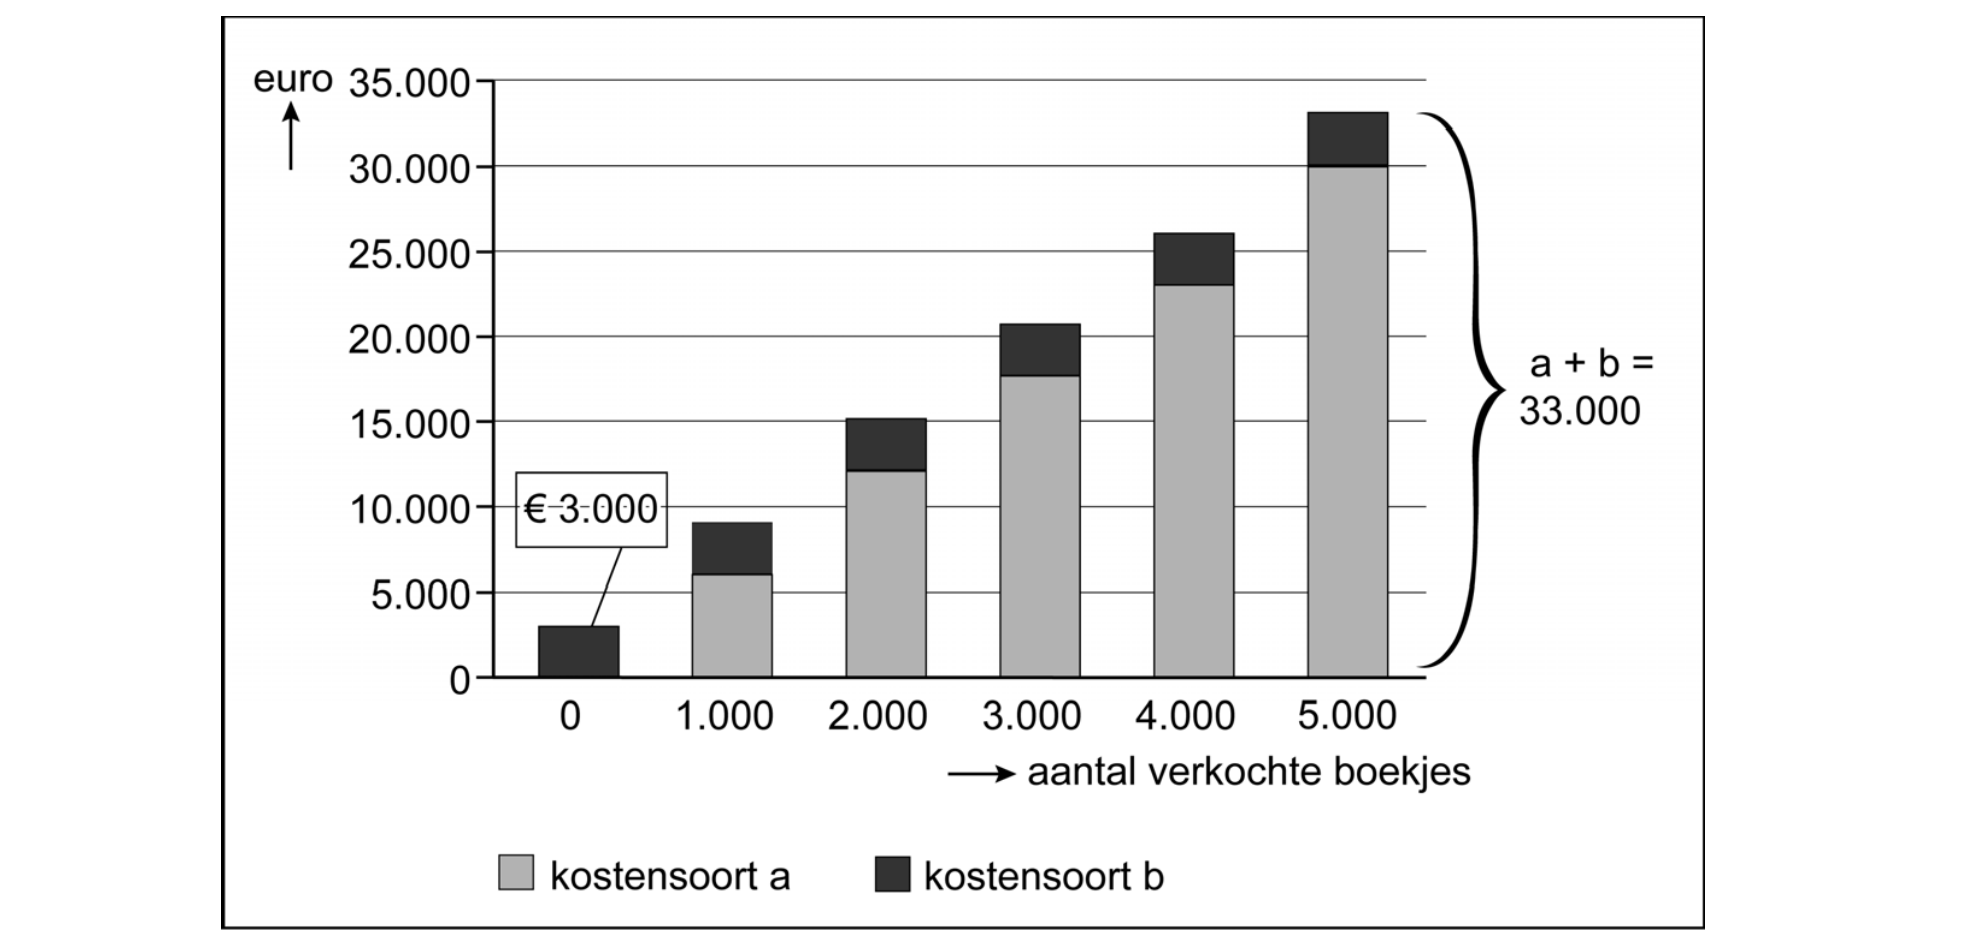 euro 35.000
30.000
25.000
20.000
15.000
10.000
5.000
0
€ 3.000
a + b =
33.000
0 1.000 2.000 3.000 4.000 5.000
aantal verkochte boekjes
kostensoort a kostensoort b